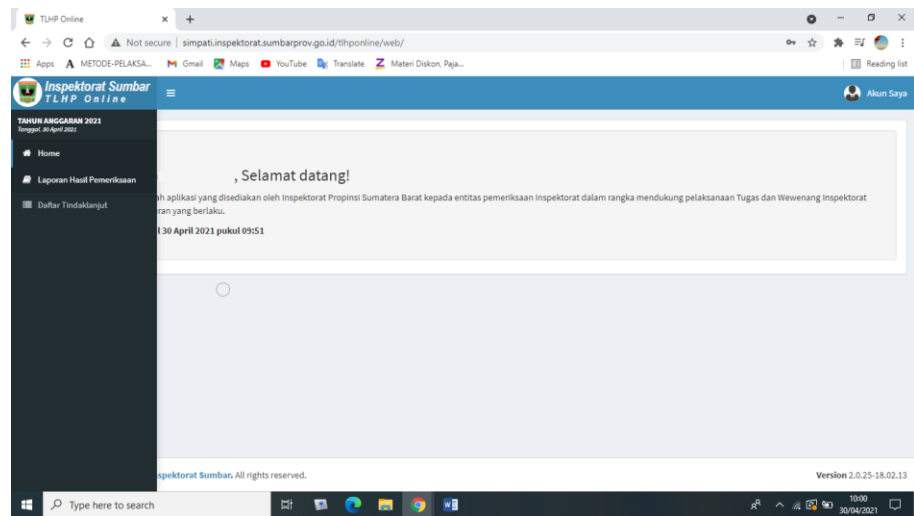 TLHP Online
Not secure | simpati.inspektorat.sumbarprov.go.id/tlhponline/web/
Apps METODE-PELAKSA... Gmail Maps YouTube Translate Materi Diskon, Paja... Reading list
Inspektorat Sumbar
TLHP Online
Akun Saya
TAHUN ANGGARAN 2021
Tanggal. 30 April 2021
Home
Laporan Hasil Pemeriksaan
Daftar Tindaklanjut
, Selamat datang!
ah aplikasi yang disediakan oleh Inspektorat Propinsi Sumatera Barat kepada entitas pemeriksaan Inspektorat dalam rangka mendukung pelaksanaan Tugas dan Wewenang Inspektorat
ran yang berlaku.
l 30 April 2021 pukul 09:51
spektorat Sumbar. All rights reserved.
Version 2.0.25-18.02.13
Type here to search
10:00
30/04/2021